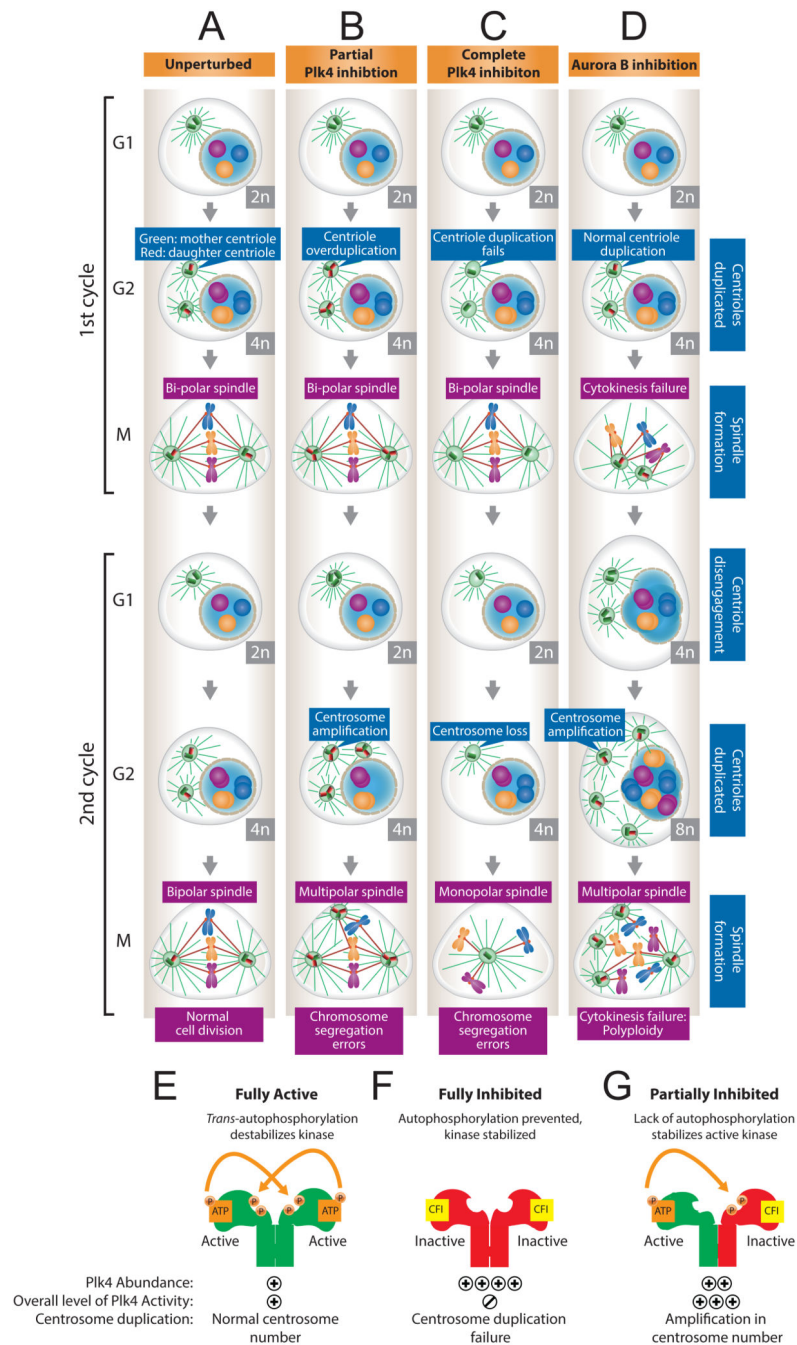 A
B
C
D
Unperturbed
Partial
Plk4 inhibtion
Complete
Plk4 inhibiton
Aurora B inhibition
1st cycle
G1
2n
2n
2n
2n
Green: mother centriole
Red: daughter centriole
Centriole
overduplication
Centriole duplication
fails
Normal centriole
duplication
G2
4n
4n
4n
4n
Centrioles
duplicated
Bi-polar spindle
Bi-polar spindle
Bi-polar spindle
Cytokinesis failure
M
Spindle
formation
2nd cycle
G1
2n
2n
2n
4n
Centriole
disengagement
Centrosome
amplification
Centrosome loss
Centrosome
amplification
G2
4n
4n
4n
8n
Centrioles
duplicated
Bipolar spindle
Multipolar spindle
Monopolar spindle
Multipolar spindle
M
Spindle
formation
Normal
cell division
Chromosome
segregation
errors
Chromosome
segregation
errors
Cytokinesis failure:
Polyploidy
E
Fully Active
Trans-autophosphorylation
destabilizes kinase
P
ATP
P
P
P
P
ATP
P
Active
Active
F
Fully Inhibited
Autophosphorylation prevented,
kinase stabilized
CFI
CFI
Inactive
Inactive
G
Partially Inhibited
Lack of autophosphorylation
stabilizes active kinase
P
ATP
P
P
CFI
Active
Inactive
Plk4 Abundance:
Overall level of Plk4 Activity:
Centrosome duplication:
Normal centrosome
number
Centrosome duplication
failure
Amplification in
centrosome number